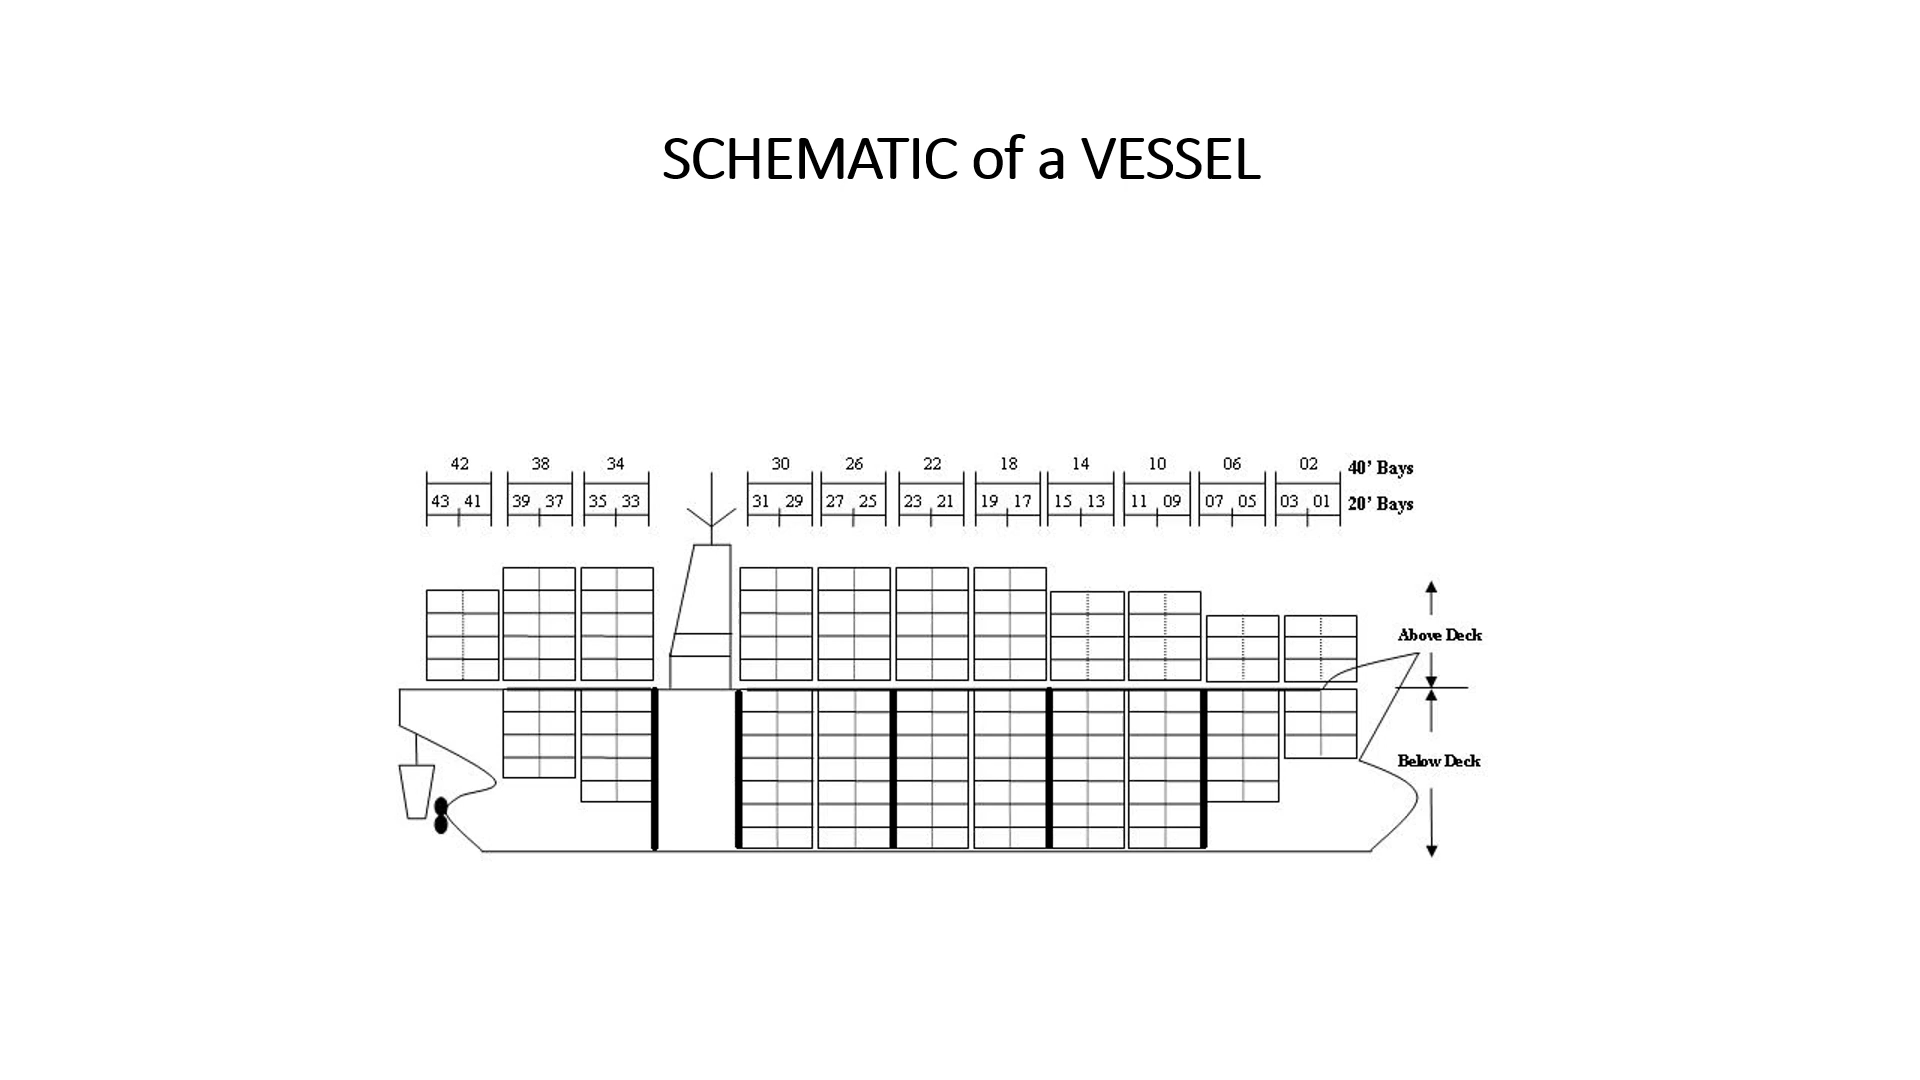 SCHEMATIC of a VESSEL
42 38 34 30 26 22 18 14 10 06 02 40’ Bays
43 41 39 37 35 33 31 29 27 25 23 21 19 17 15 13 11 09 07 05 03 01 20’ Bays
Above Deck
Below Deck